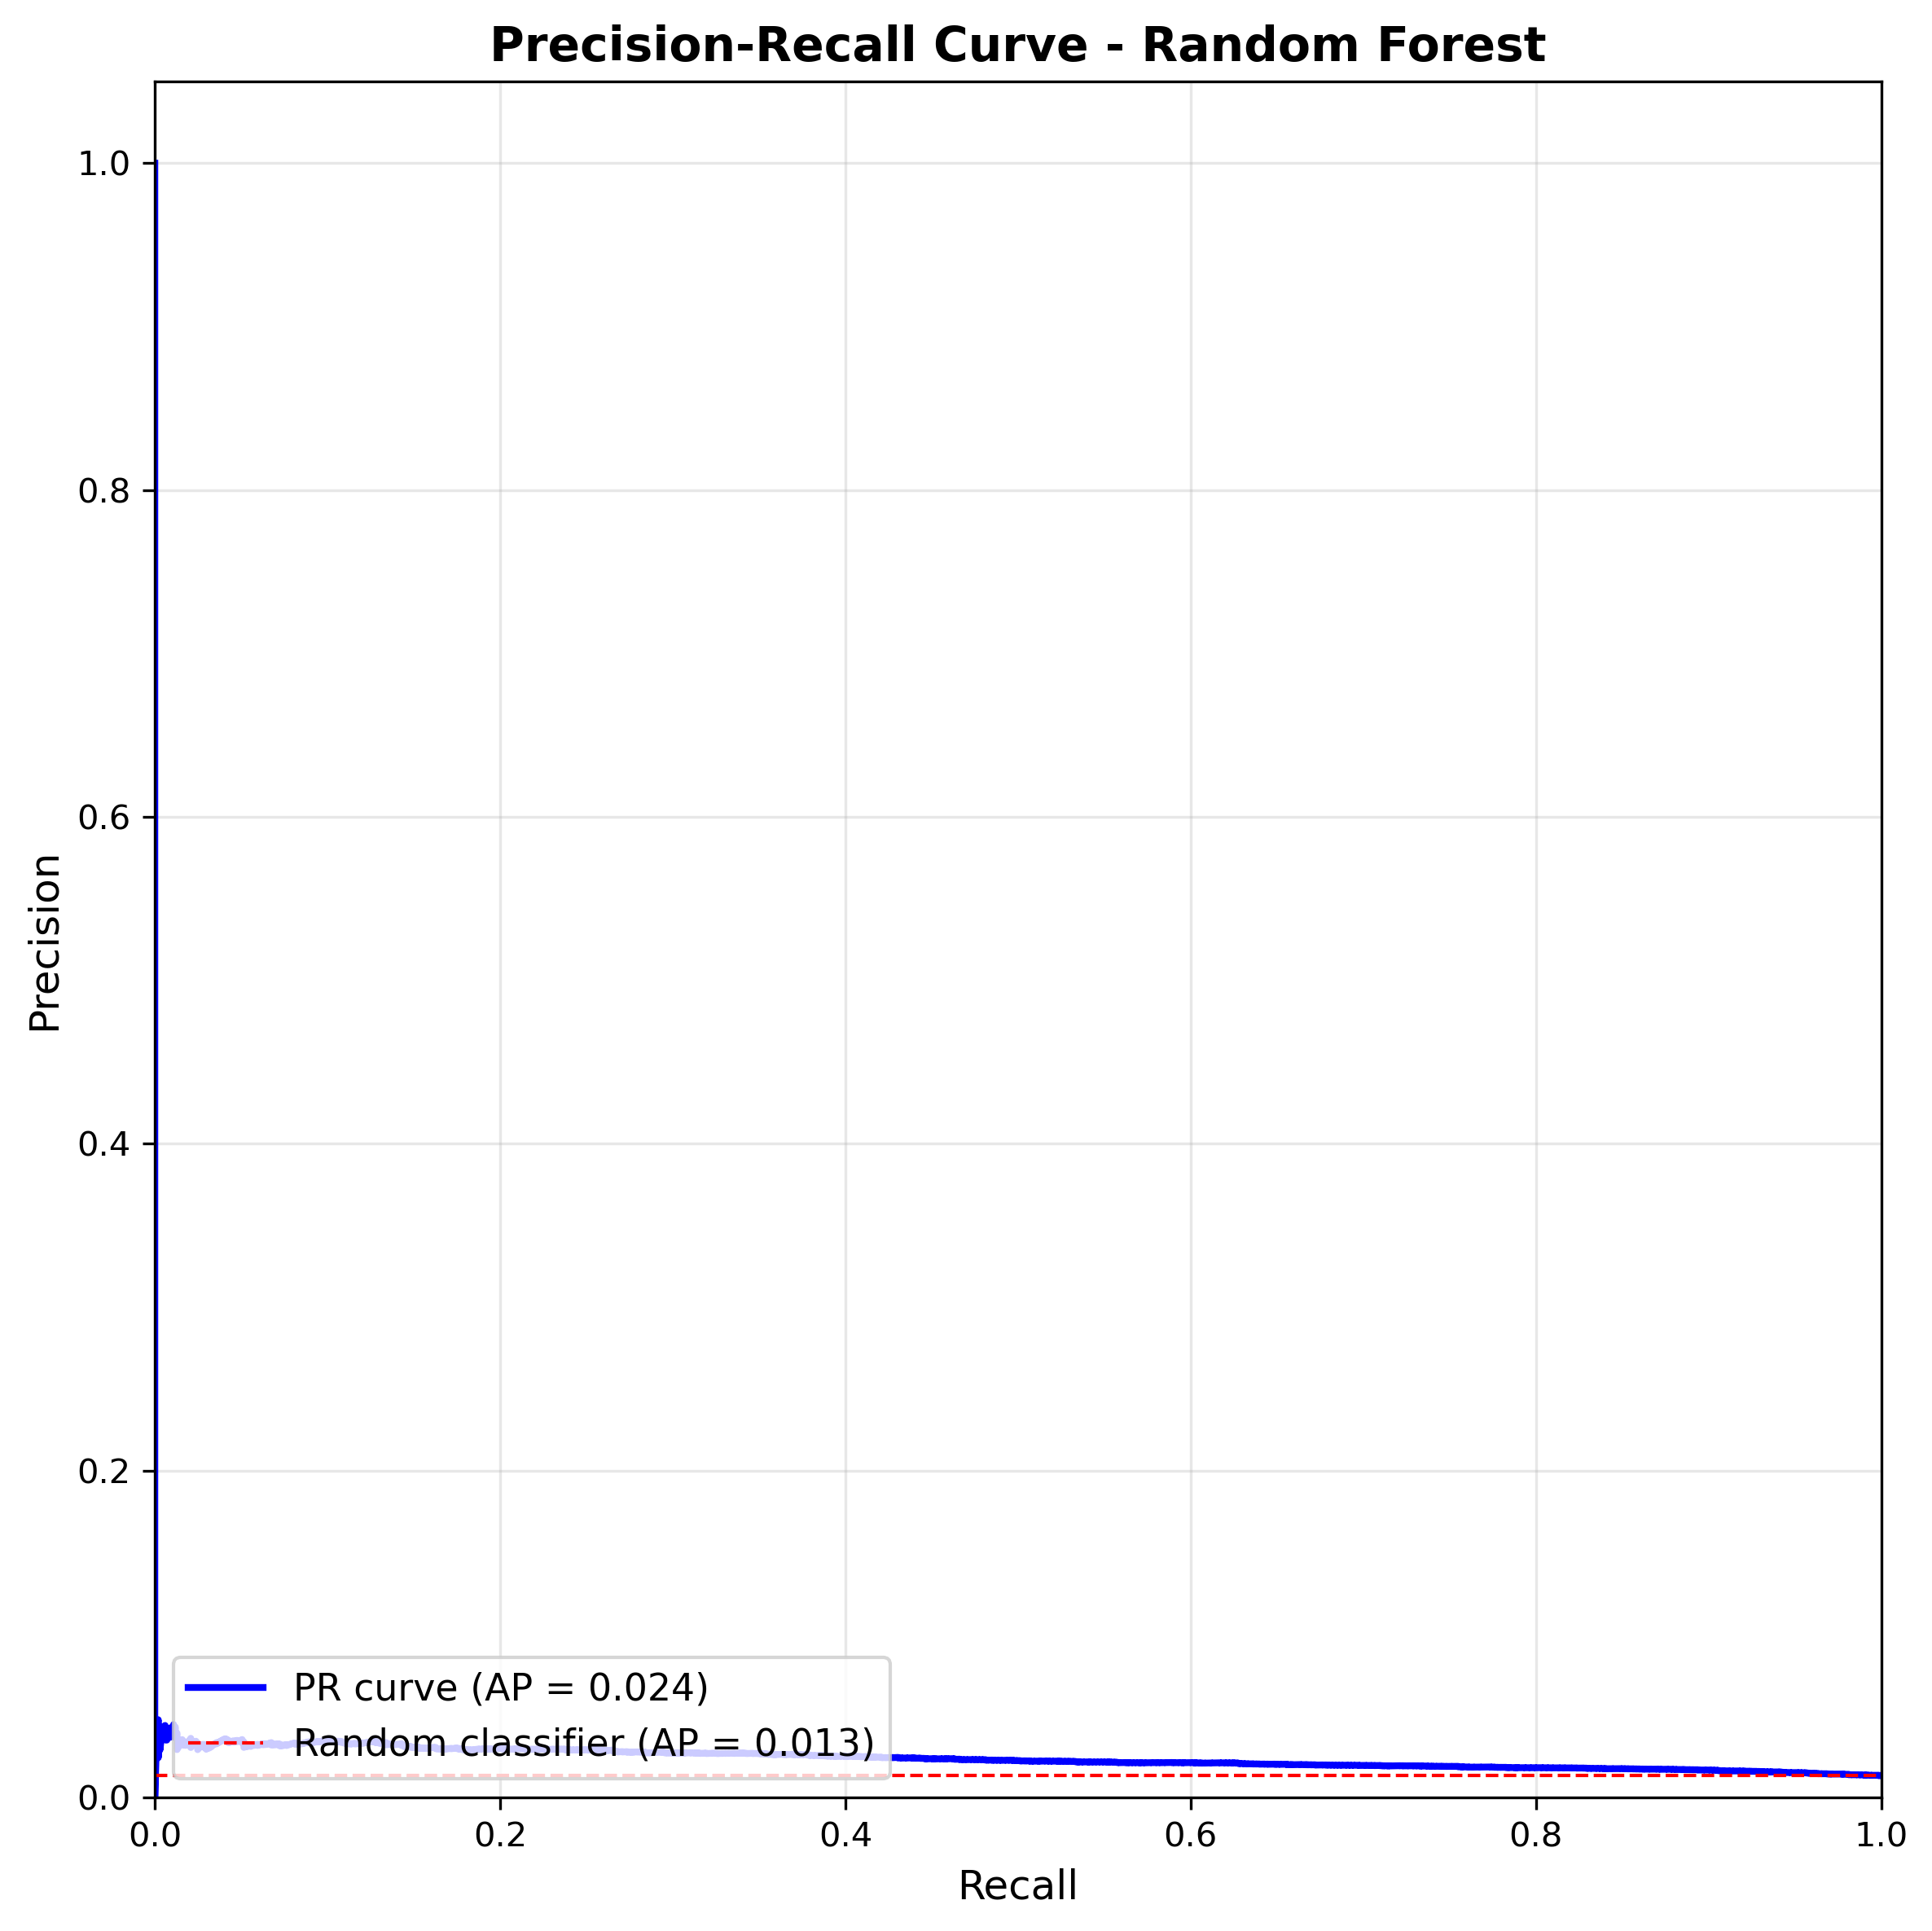 Precision-Recall Curve - Random Forest
1.0
0.8
0.6
0.4
0.2
0.0
Precision
PR curve (AP = 0.024)
Random classifier (AP = 0.013)
0.0 0.2 0.4 0.6 0.8 1.0
Recall